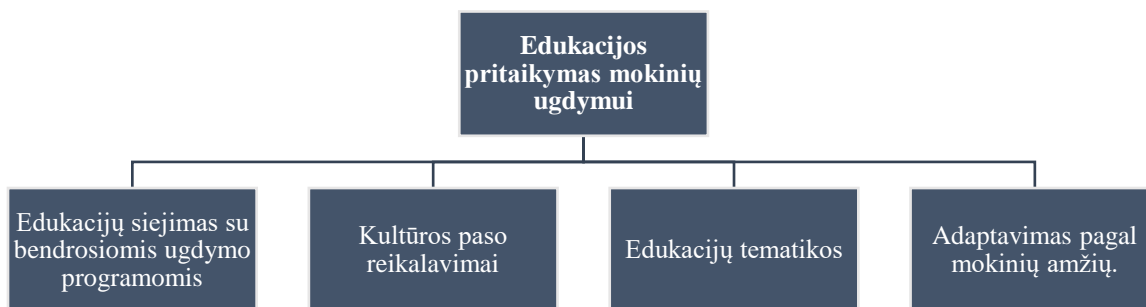 Edukacijos
pritaikymas mokinių
ugdymui
Edukacijų siejimas su
bendrosiomis ugdymo
programomis
Kultūros paso
reikalavimai
Edukacijų tematikos
Adaptavimas pagal
mokinių amžių.